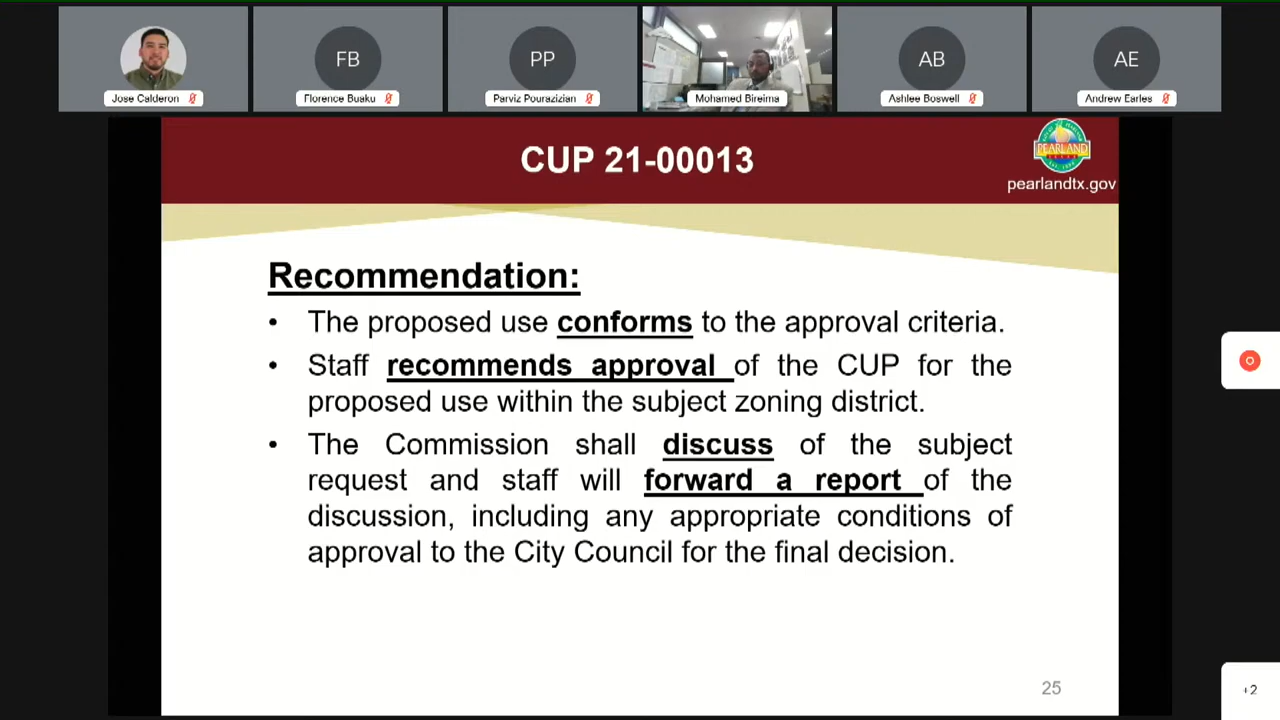 FB
PP
AB
AE
Jose Calderon
Florence Buaku
Parviz Pourazizian
Mohamed Bireima
Ashlee Boswell
Andrew Earles
CUP 21-00013
PEARLAND
pearlandtx.gov
Recommendation:
• The proposed use conforms to the approval criteria.
• Staff recommends approval of the CUP for the
proposed use within the subject zoning district.
• The Commission shall discuss of the subject
request and staff will forward a report of the
discussion, including any appropriate conditions of
approval to the City Council for the final decision.
25
+2